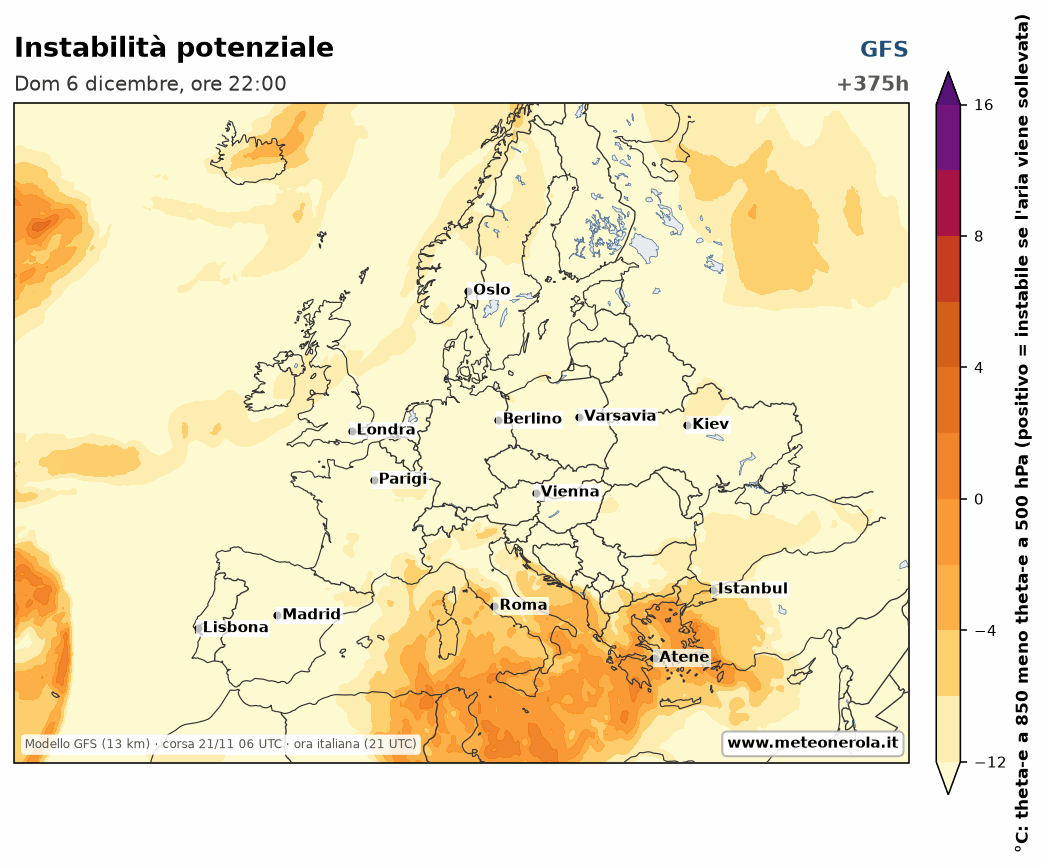 Instabilità potenziale
GFS
Dom 6 dicembre, ore 22:00
+375h
16
8
4
0
−4
−12
°C: theta-e a 850 meno theta-e a 500 hPa (positivo = instabile se l'aria viene sollevata)
Oslo
Berlino
Varsavia
Kiev
Londra
Parigi
Vienna
Istanbul
Roma
Madrid
Lisbona
Atene
Modello GFS (13 km) · corsa 21/11 06 UTC · ora italiana (21 UTC)
www.meteonerola.it